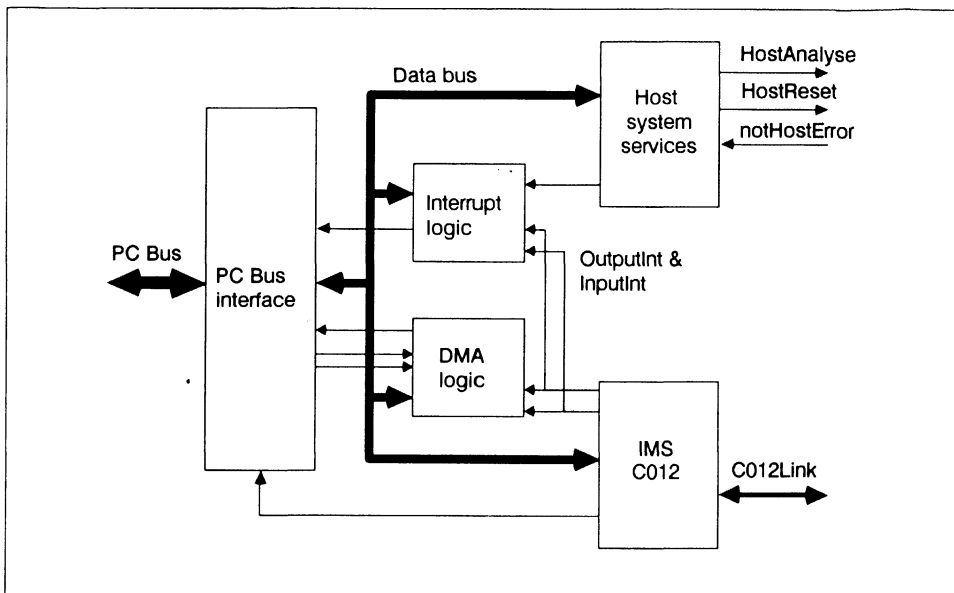 HostAnalyse
Data bus
Host
system
services
HostReset
notHostError
Interrupt
logic
PC Bus
PC Bus
interface
OutputInt &
InputInt
DMA
logic
IMS
C012
C012Link